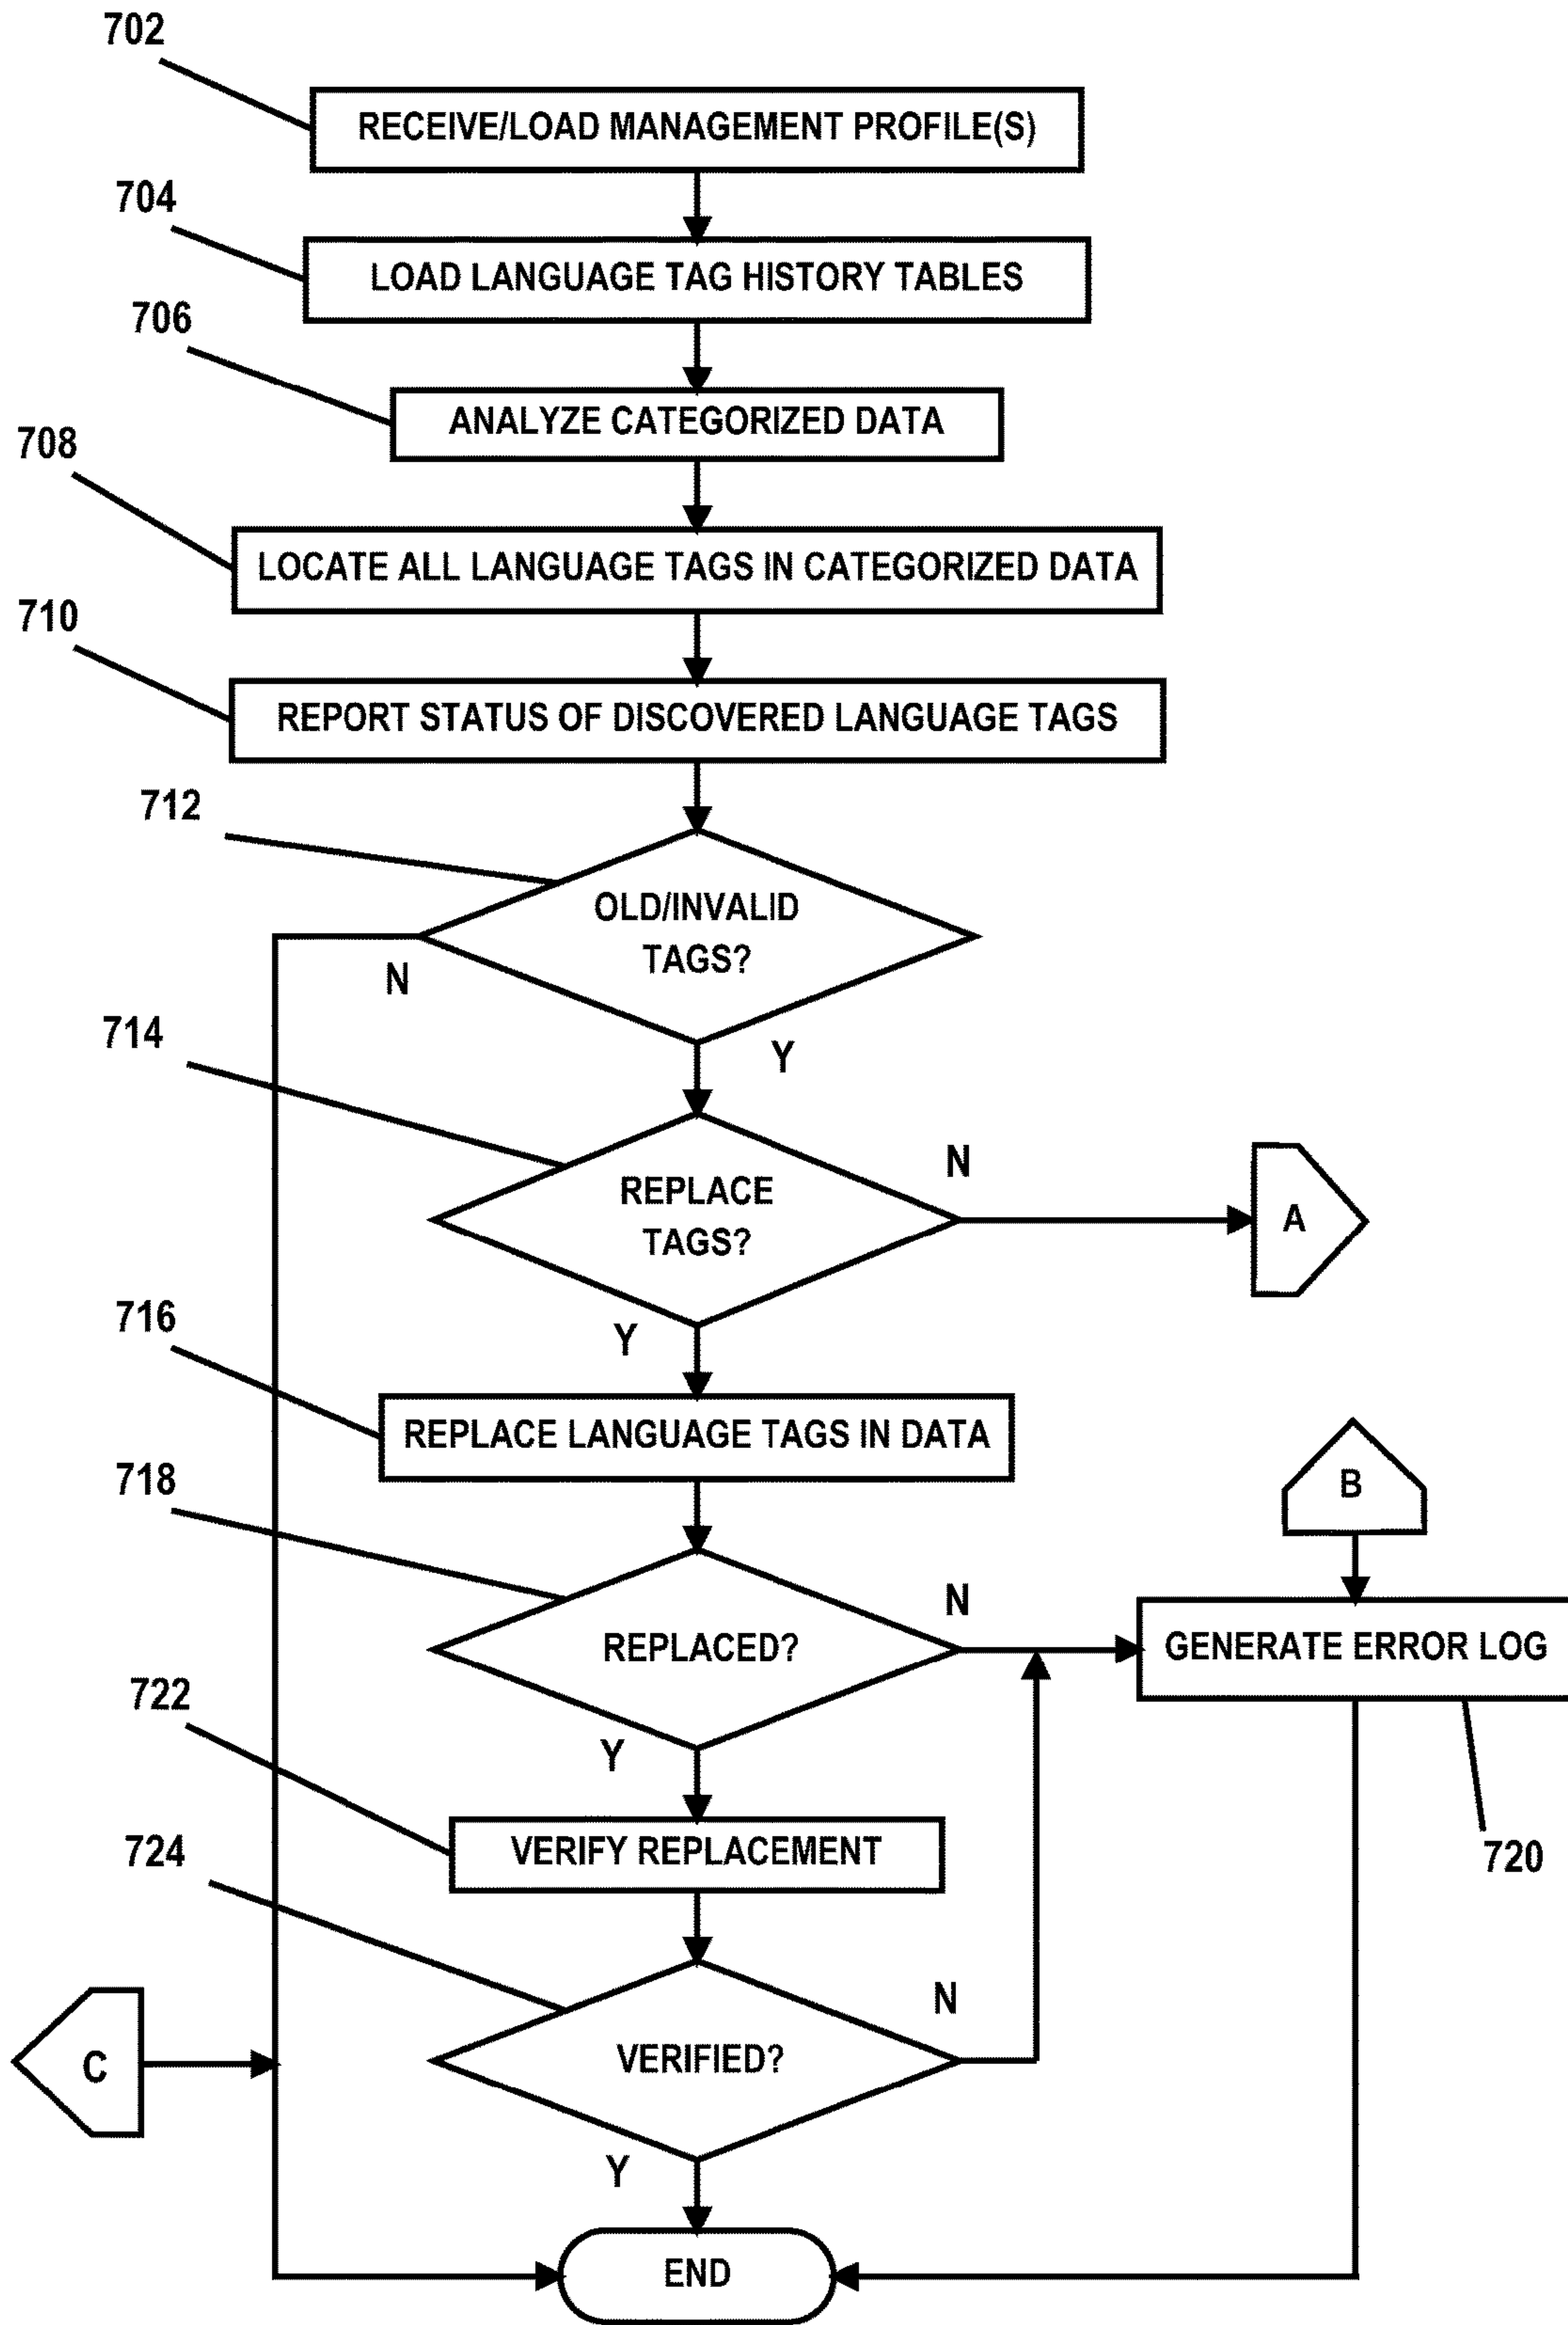 702
RECEIVE/LOAD MANAGEMENT PROFILE(S)
704
LOAD LANGUAGE TAG HISTORY TABLES
706
ANALYZE CATEGORIZED DATA
708
LOCATE ALL LANGUAGE TAGS IN CATEGORIZED DATA
710
REPORT STATUS OF DISCOVERED LANGUAGE TAGS
712
OLD/INVALID
TAGS?
N
Y
714
REPLACE
TAGS?
N
A
Y
716
REPLACE LANGUAGE TAGS IN DATA
718
REPLACED?
N
B
GENERATE ERROR LOG
720
Y
722
VERIFY REPLACEMENT
724
VERIFIED?
N
C
Y
END